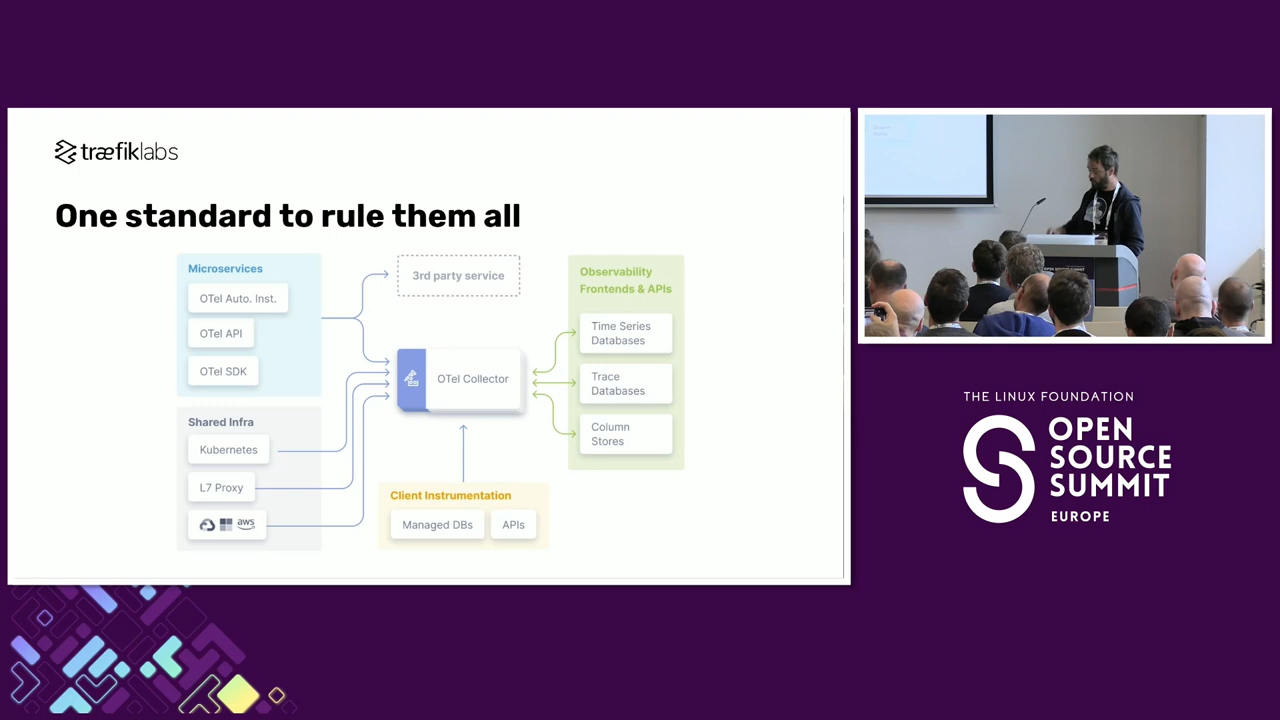 træfiklabs
One standard to rule them all
Microservices
OTel Auto. Inst.
OTel API
OTel SDK
Shared Infra
Kubernetes
L7 Proxy
aws
3rd party service
OTel Collector
Client Instrumentation
Managed DBs
APIs
Observability
Frontends & APIs
Time Series
Databases
Trace
Databases
Column
Stores
THE LINUX FOUNDATION
OPEN
SOURCE
SUMMIT
EUROPE